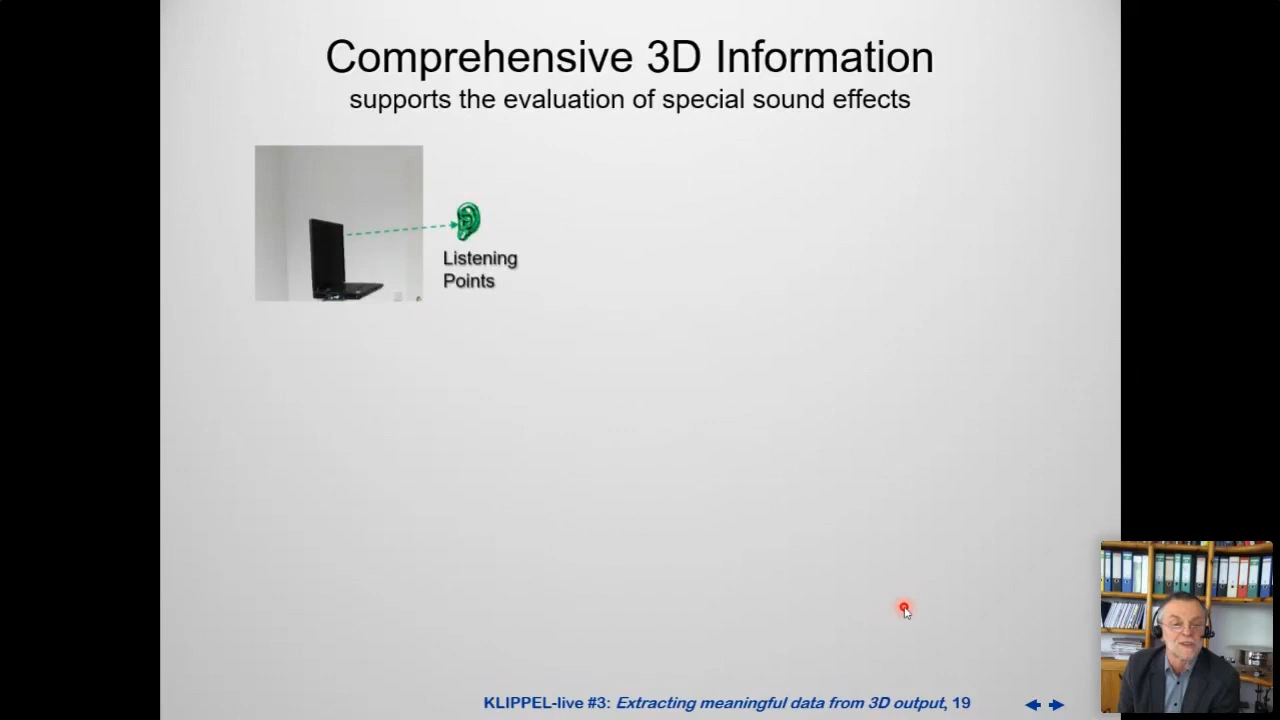 Comprehensive 3D Information
supports the evaluation of special sound effects
Listening
Points
KLIPPEL-live #3: Extracting meaningful data from 3D output, 19